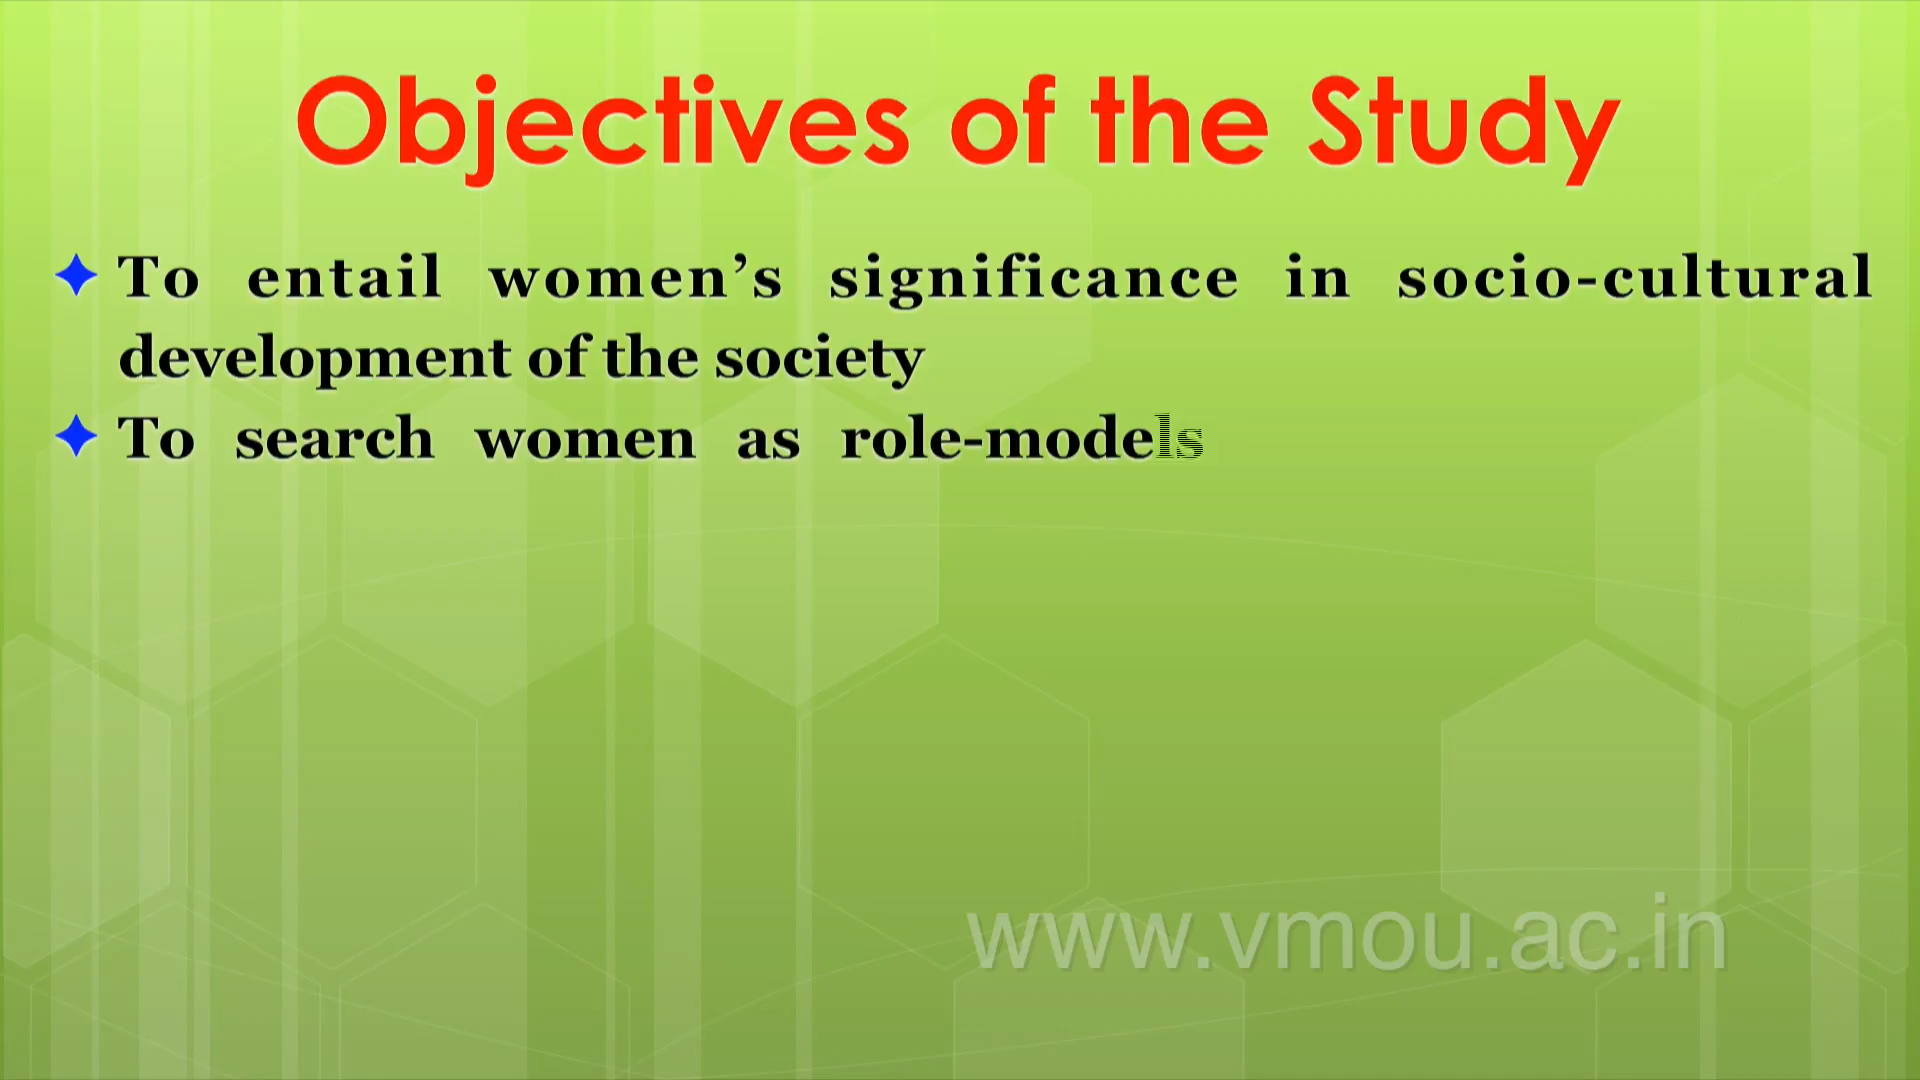 Objectives of the Study
To entail women’s significance in socio-cultural
development of the society
To search women as role-models
www.vmou.ac.in